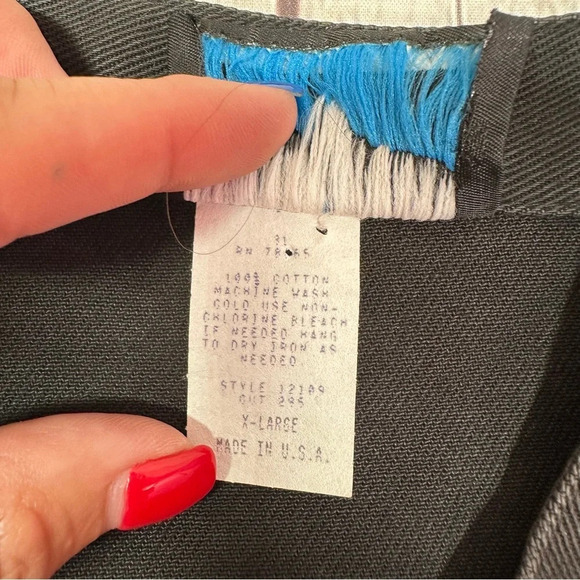 31
RN
100% COTTON
MACHINE WASH
COLD USE NON-
CHLORINE BLEACH
IF NEEDED HANG
TO DRY IRON AS
NEEDED
STYLE 12109
CUT 295
X-LARGE
MADE IN U.S.A.